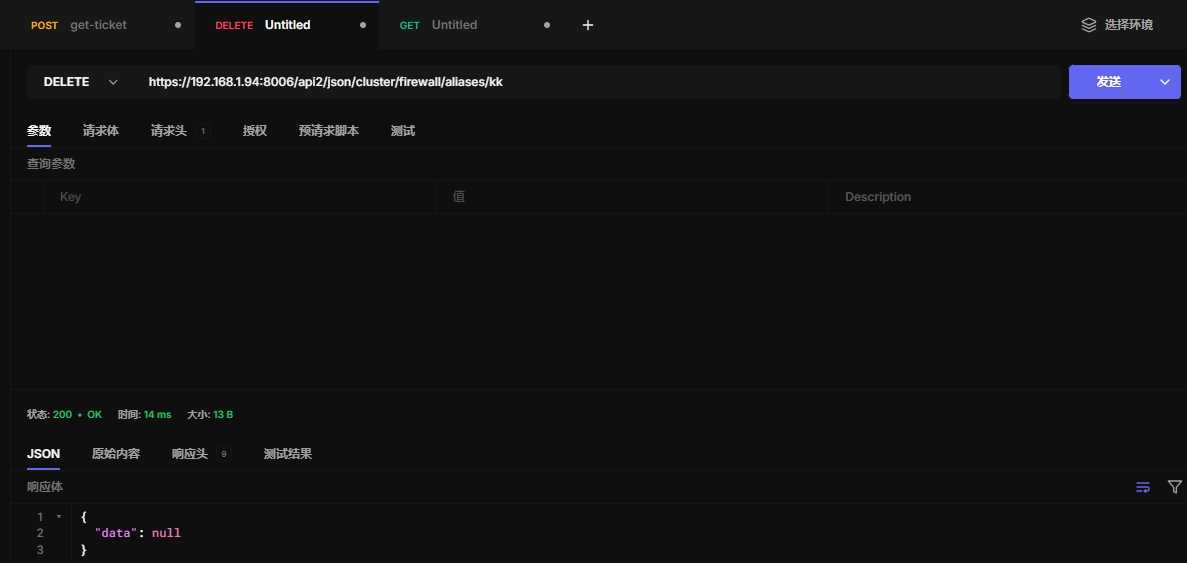 POST get-ticket DELETE Untitled GET Untitled 选择环境
DELETE https://192.168.1.94:8006/api2/json/cluster/firewall/aliases/kk 发送
参数 请求体 请求头 1 授权 预请求脚本 测试
查询参数
Key 值 Description
状态: 200 • OK 时间: 14 ms 大小: 13 B
JSON 原始内容 响应头 9 测试结果
响应体
1 {
2 "data": null
3 }